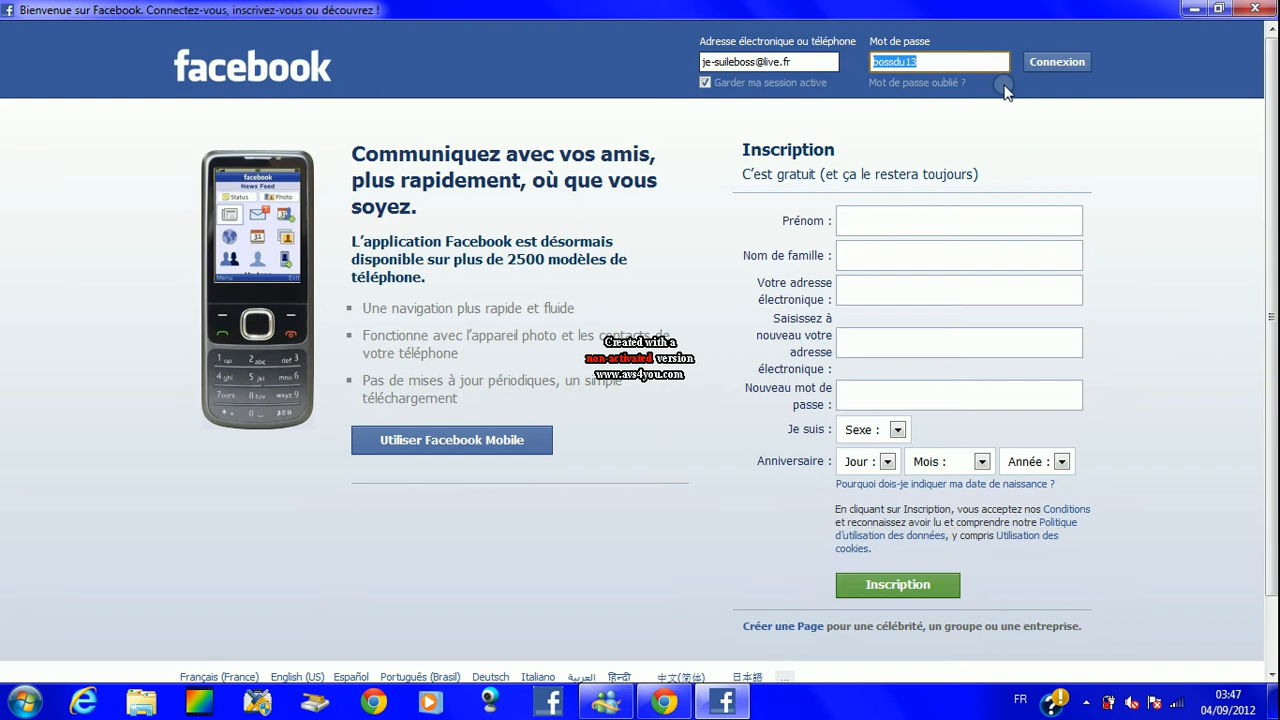 Bienvenue sur Facebook. Connectez-vous, inscrivez-vous ou découvrez !
facebook
Adresse électronique ou téléphone
Mot de passe
je-suileboss@live.fr
bossdu13
Connexion
Garder ma session active
Mot de passe oublié ?
facebook
News Feed
Status
Photo
Menu
Exit
Communiquez avec vos amis,
plus rapidement, où que vous
soyez.
L'application Facebook est désormais
disponible sur plus de 2500 modèles de
téléphone.
Une navigation plus rapide et fluide
Fonctionne avec l'appareil photo et les contacts de
votre téléphone
Pas de mises à jour périodiques, un simple
téléchargement
Utiliser Facebook Mobile
Created with a
non-activated version
www.avs4you.com
Inscription
C'est gratuit (et ça le restera toujours)
Prénom :
Nom de famille :
Votre adresse
électronique :
Saisissez à
nouveau votre
adresse
électronique :
Nouveau mot de
passe :
Je suis :
Sexe :
Anniversaire :
Jour :
Mois :
Année :
Pourquoi dois-je indiquer ma date de naissance ?
En cliquant sur Inscription, vous acceptez nos Conditions
et reconnaissez avoir lu et comprendre notre Politique
d'utilisation des données, y compris Utilisation des
cookies.
Inscription
Créer une Page pour une célébrité, un groupe ou une entreprise.
Français (France)
English (US)
Español
Português (Brasil)
Deutsch
Italiano
العربية
हिन्दी
中文(简体)
日本語
...
FR
03:47
04/09/2012